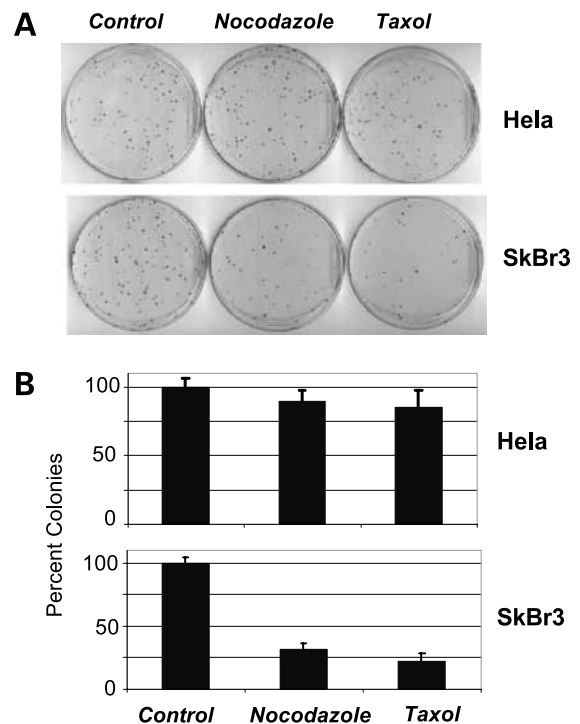 A
Control Nocodazole Taxol
Hela
SkBr3
B
Percent Colonies
100
50
0
Hela
100
50
0
SkBr3
Control Nocodazole Taxol